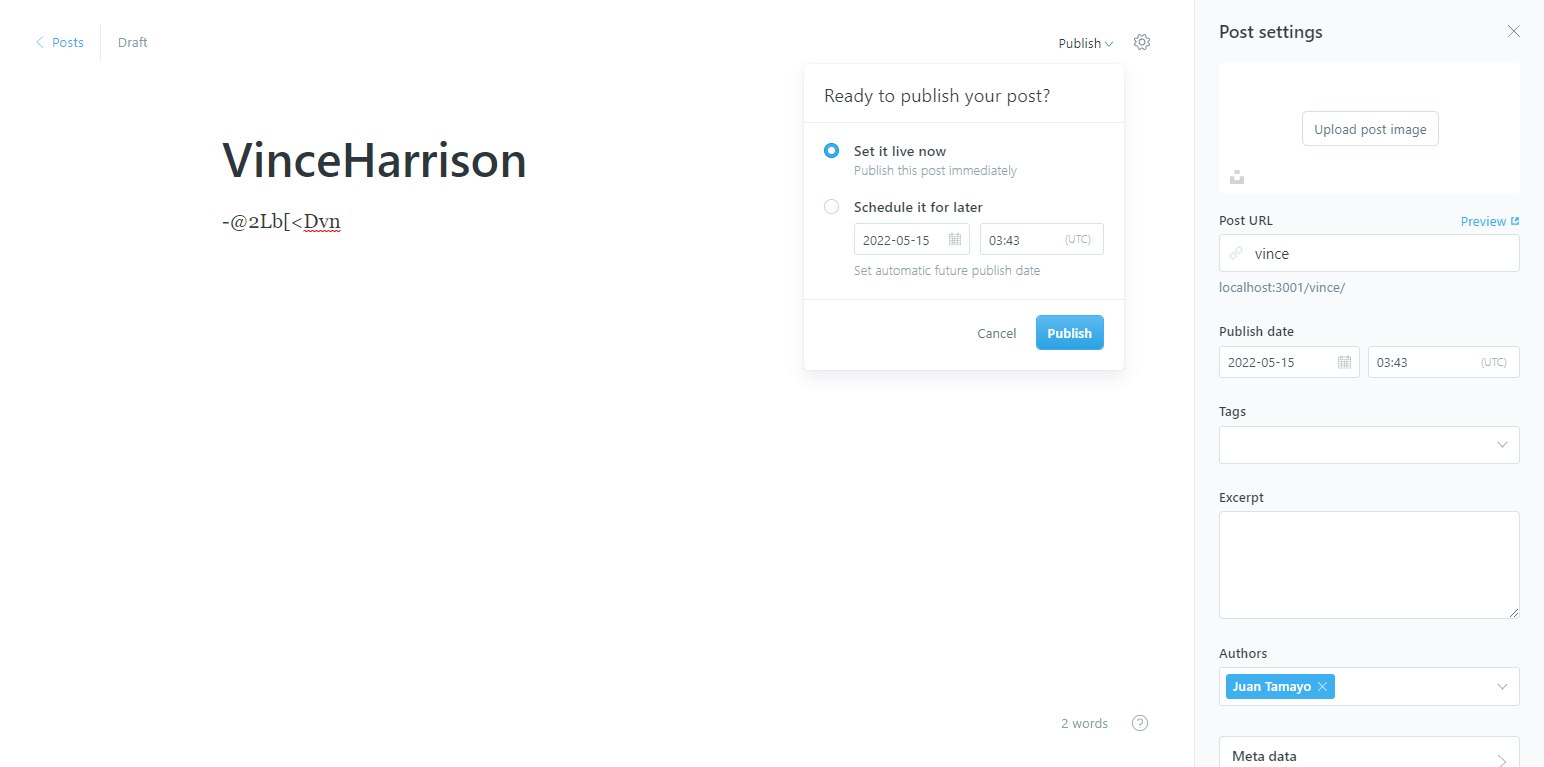 Posts
Draft
Publish
Ready to publish your post?
Set it live now
Publish this post immediately
Schedule it for later
2022-05-15
03:43 (UTC)
Set automatic future publish date
Cancel
Publish
VinceHarrison
-@2Lb[<Dvn
2 words
?
Post settings
Upload post image
Post URL
Preview
vince
localhost:3001/vince/
Publish date
2022-05-15
03:43 (UTC)
Tags
Excerpt
Authors
Juan Tamayo
Meta data